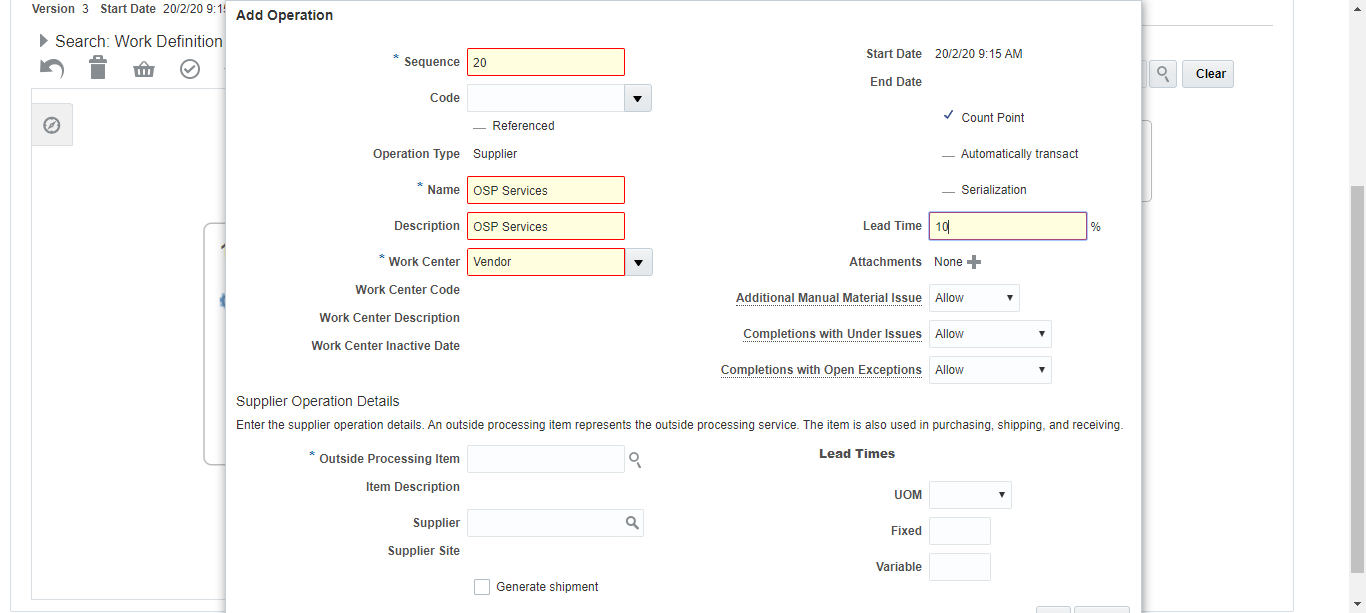 Version 3 Start Date 20/2/20 9:1
Search: Work Definition
Clear
Add Operation
* Sequence 20
Code
Referenced
Operation Type Supplier
* Name OSP Services
Description OSP Services
* Work Center Vendor
Work Center Code
Work Center Description
Work Center Inactive Date
Start Date 20/2/20 9:15 AM
End Date
Count Point
Automatically transact
Serialization
Lead Time 10 %
Attachments None
Additional Manual Material Issue Allow
Completions with Under Issues Allow
Completions with Open Exceptions Allow
Supplier Operation Details
Enter the supplier operation details. An outside processing item represents the outside processing service. The item is also used in purchasing, shipping, and receiving.
* Outside Processing Item
Item Description
Supplier
Supplier Site
Generate shipment
Lead Times
UOM
Fixed
Variable